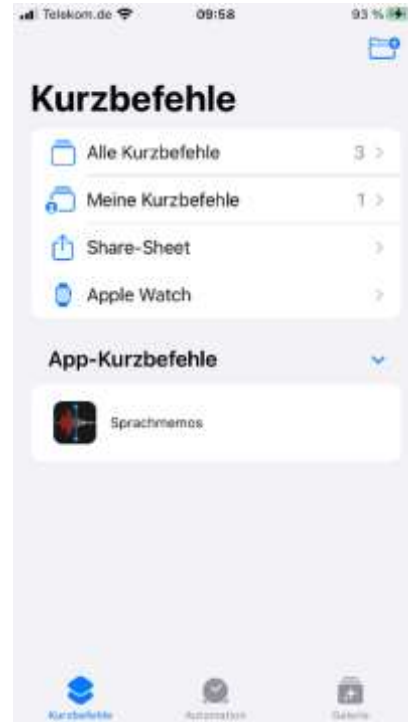 Telekom.de 09:58 93 %
Kurzbefehle
Alle Kurzbefehle 3
Meine Kurzbefehle 1
Share-Sheet
Apple Watch
App-Kurzbefehle
Sprachmemos
Kurzbefehle Automation Galerie